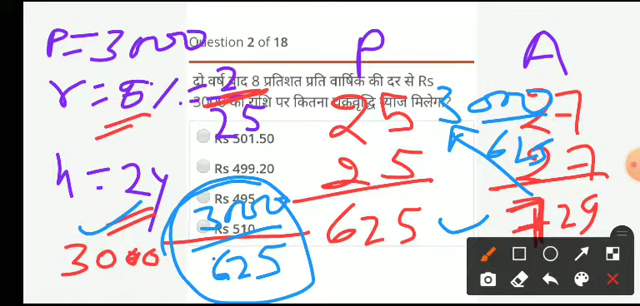 p=3000
Question 2 of 18
P
A
दो वर्ष बाद 8 प्रतिशत प्रति वार्षिक की दर से Rs
3000 की राशि पर कितना चक्रवृद्धि ब्याज मिलेगा?
r=8%=2/25
25
27
3000/625
Rs 501.50
25
27
Rs 499.20
n=2y
Rs 495
625
729
Rs 510
3000
3000/625